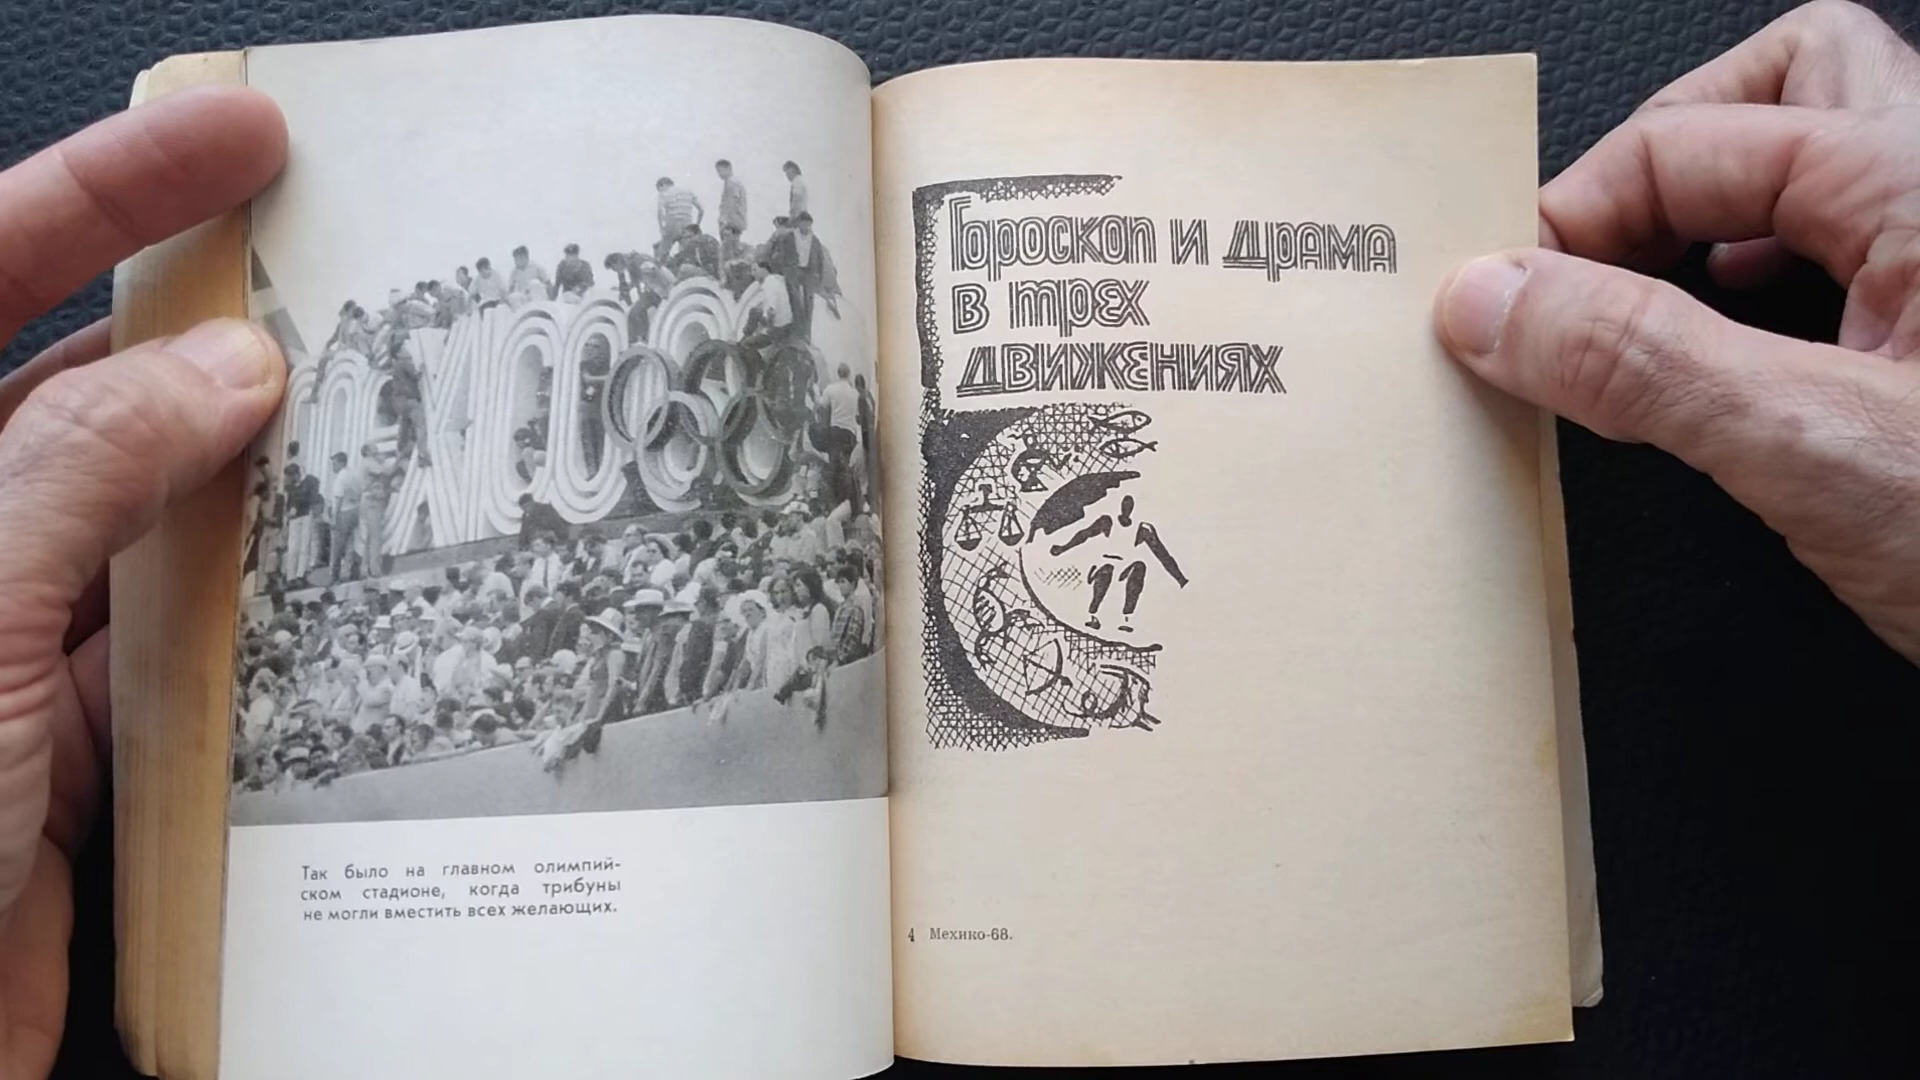 Так было на главном олимпий-
ском стадионе, когда трибуны
не могли вместить всех желающих.
Гороскоп и драма
в трех
движениях
4 Мехико-68.